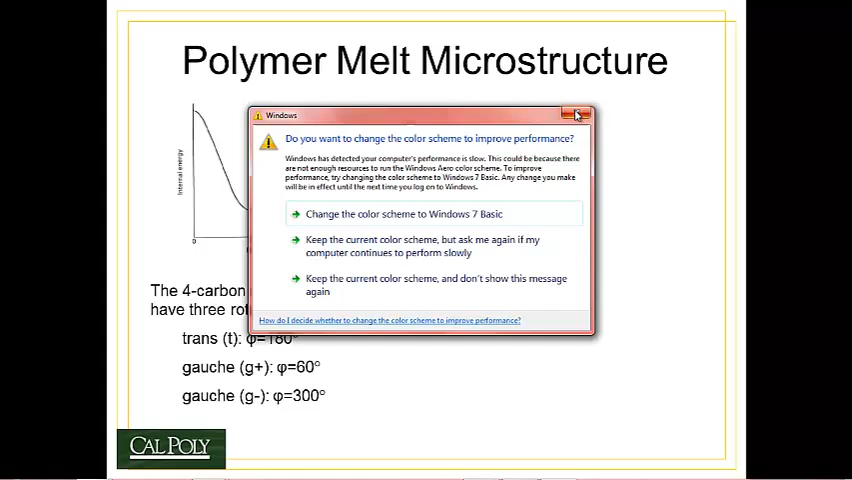 Polymer Melt Microstructure
Internal energy
0
Windows
Do you want to change the color scheme to improve performance?
Windows has detected your computer's performance is slow. This could be because there
are not enough resources to run the Windows Aero color scheme. To improve
performance, try changing the color scheme to Windows 7 Basic. Any change you make
will be in effect until the next time you log on to Windows.
Change the color scheme to Windows 7 Basic
Keep the current color scheme, but ask me again if my
computer continues to perform slowly
Keep the current color scheme, and don't show this message
again
How do I decide whether to change the color scheme to improve performance?
The 4-carbon
have three
trans (t): φ=180°
gauche (g+): φ=60°
gauche (g-): φ=300°
CAL POLY